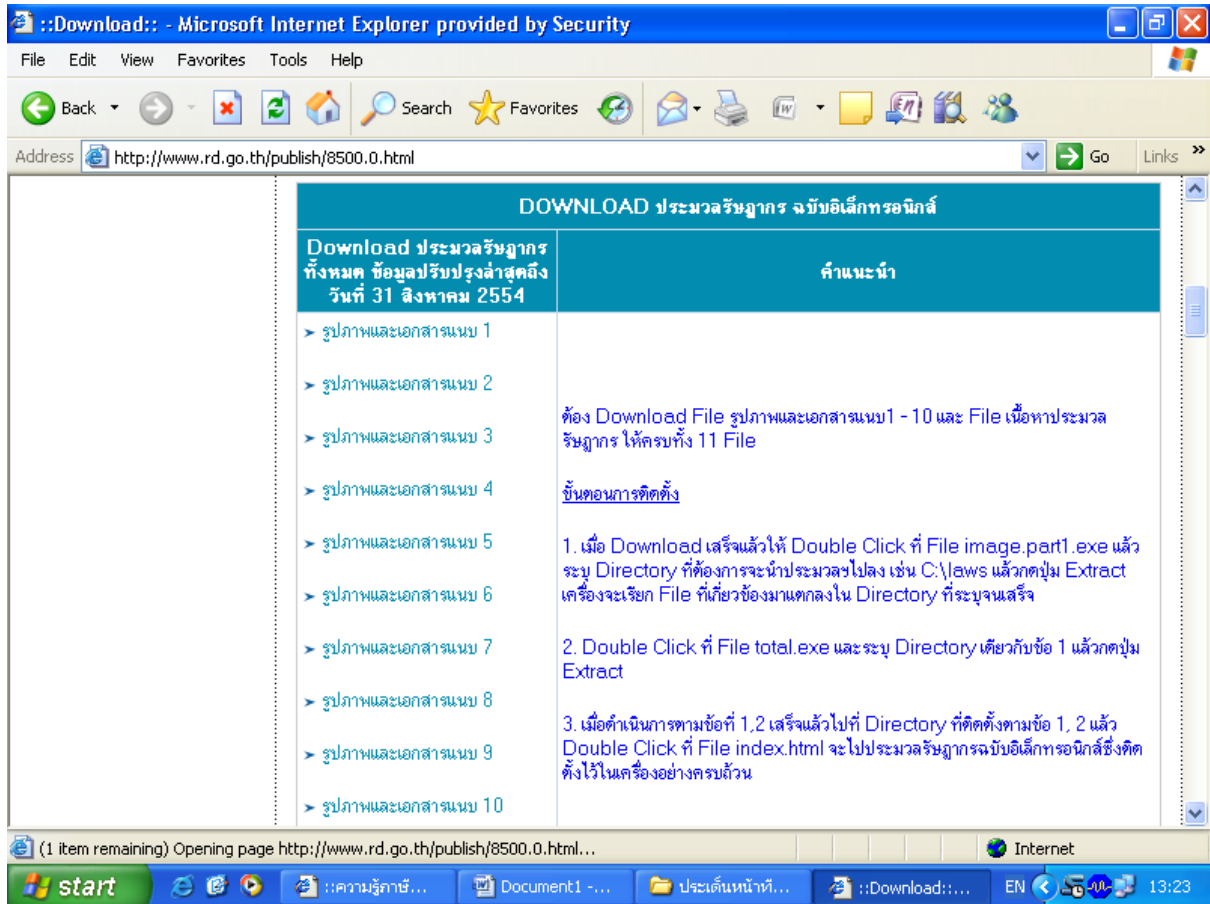 ::Download:: - Microsoft Internet Explorer provided by Security
File Edit View Favorites Tools Help
Back Search Favorites
Address http://www.rd.go.th/publish/8500.0.html Go Links »
DOWNLOAD ประมวลรัษฎากร ฉบับอิเล็กทรอนิกส์
Download ประมวลรัษฎากร
ทั้งหมด ข้อมูลปรับปรุงล่าสุดถึง
วันที่ 31 สิงหาคม 2554
คำแนะนำ
➤ รูปภาพและเอกสารแนบ 1
➤ รูปภาพและเอกสารแนบ 2
➤ รูปภาพและเอกสารแนบ 3
➤ รูปภาพและเอกสารแนบ 4
➤ รูปภาพและเอกสารแนบ 5
➤ รูปภาพและเอกสารแนบ 6
➤ รูปภาพและเอกสารแนบ 7
➤ รูปภาพและเอกสารแนบ 8
➤ รูปภาพและเอกสารแนบ 9
➤ รูปภาพและเอกสารแนบ 10
ต้อง Download File รูปภาพและเอกสารแนบ1 - 10 และ File เนื้อหาประมวล
รัษฎากร ให้ครบทั้ง 11 File
ขั้นตอนการติดตั้ง
1. เมื่อ Download เสร็จแล้วให้ Double Click ที่ File image.part1.exe แล้ว
ระบุ Directory ที่ต้องการจะนำประมวลฯไปลง เช่น C:\laws แล้วกดปุ่ม Extract
เครื่องจะเรียก File ที่เกี่ยวข้องมาแตกลงใน Directory ที่ระบุจนเสร็จ
2. Double Click ที่ File total.exe และระบุ Directory เดียวกับข้อ 1 แล้วกดปุ่ม
Extract
3. เมื่อดำเนินการตามข้อที่ 1,2 เสร็จแล้วไปที่ Directory ที่ติดตั้งตามข้อ 1, 2 แล้ว
Double Click ที่ File index.html จะไปประมวลรัษฎากรฉบับอิเล็กทรอนิกส์ซึ่งติด
ตั้งไว้ในเครื่องอย่างครบถ้วน
(1 item remaining) Opening page http://www.rd.go.th/publish/8500.0.html... Internet
start ::ความรู้ภาษี... Document1 -... ประเด็นหน้าที่... ::Download::... EN 13:23